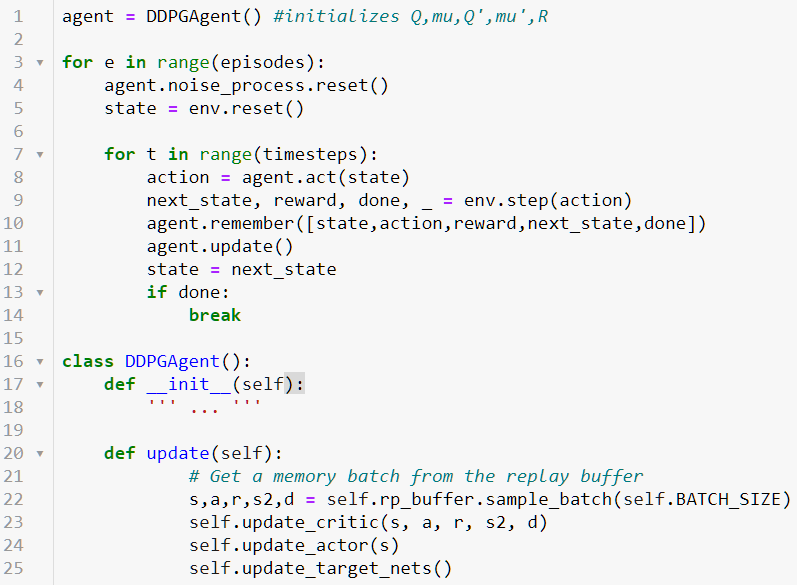 1 agent = DDPGAgent() #initializes Q,mu,Q',mu',R
2
3 for e in range(episodes):
4     agent.noise_process.reset()
5     state = env.reset()
6
7     for t in range(timesteps):
8         action = agent.act(state)
9         next_state, reward, done, _ = env.step(action)
10         agent.remember([state,action,reward,next_state,done])
11         agent.update()
12         state = next_state
13         if done:
14             break
15
16 class DDPGAgent():
17     def __init__(self):
18         ''' ... '''
19
20     def update(self):
21             # Get a memory batch from the replay buffer
22             s,a,r,s2,d = self.rp_buffer.sample_batch(self.BATCH_SIZE)
23             self.update_critic(s, a, r, s2, d)
24             self.update_actor(s)
25             self.update_target_nets()